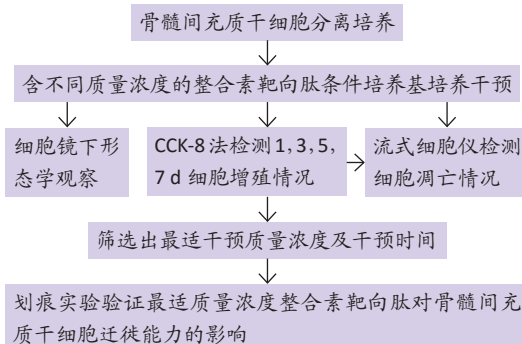 骨髓间充质干细胞分离培养
含不同质量浓度的整合素靶向肽条件培养基培养干预
细胞镜下形
态学观察
CCK-8 法检测 1, 3, 5,
7 d 细胞增殖情况
流式细胞仪检测
细胞凋亡情况
筛选出最适干预质量浓度及干预时间
划痕实验验证最适质量浓度整合素靶向肽对骨髓间充
质干细胞迁徙能力的影响